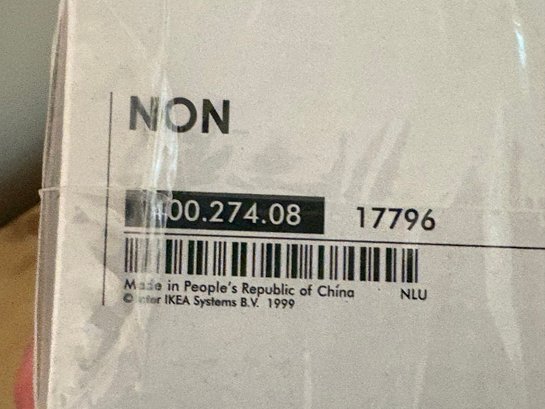 NON
00.274.08 17796
Made in People's Republic of China NLU
© Inter IKEA Systems B.V. 1999